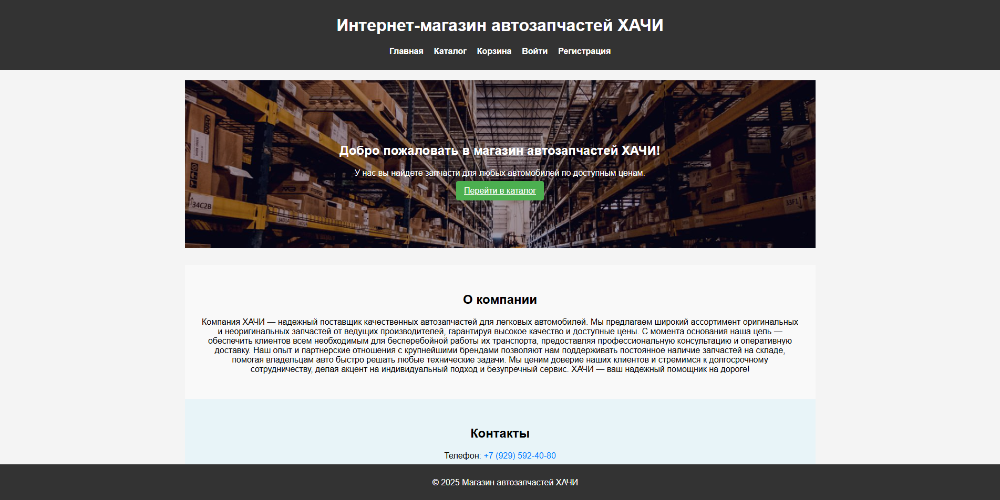 Интернет-магазин автозапчастей ХАЧИ
Главная Каталог Корзина Войти Регистрация
Добро пожаловать в магазин автозапчастей ХАЧИ!
У нас вы найдете запчасти для любых автомобилей по доступным ценам.
Перейти в каталог
34C2B
33F1
О компании
Компания ХАЧИ — надежный поставщик качественных автозапчастей для легковых автомобилей. Мы предлагаем широкий ассортимент оригинальных
и неоригинальных запчастей от ведущих производителей, гарантируя высокое качество и доступные цены. С момента основания наша цель —
обеспечить клиентов всем необходимым для бесперебойной работы их транспорта, предоставляя профессиональную консультацию и оперативную
доставку. Наш опыт и партнерские отношения с крупнейшими брендами позволяют нам поддерживать постоянное наличие запчастей на складе,
помогая владельцам авто быстро решать любые технические задачи. Мы ценим доверие наших клиентов и стремимся к долгосрочному
сотрудничеству, делая акцент на индивидуальный подход и безупречный сервис. ХАЧИ — ваш надежный помощник на дороге!
Контакты
Телефон: +7 (929) 592-40-80
© 2025 Магазин автозапчастей ХАЧИ